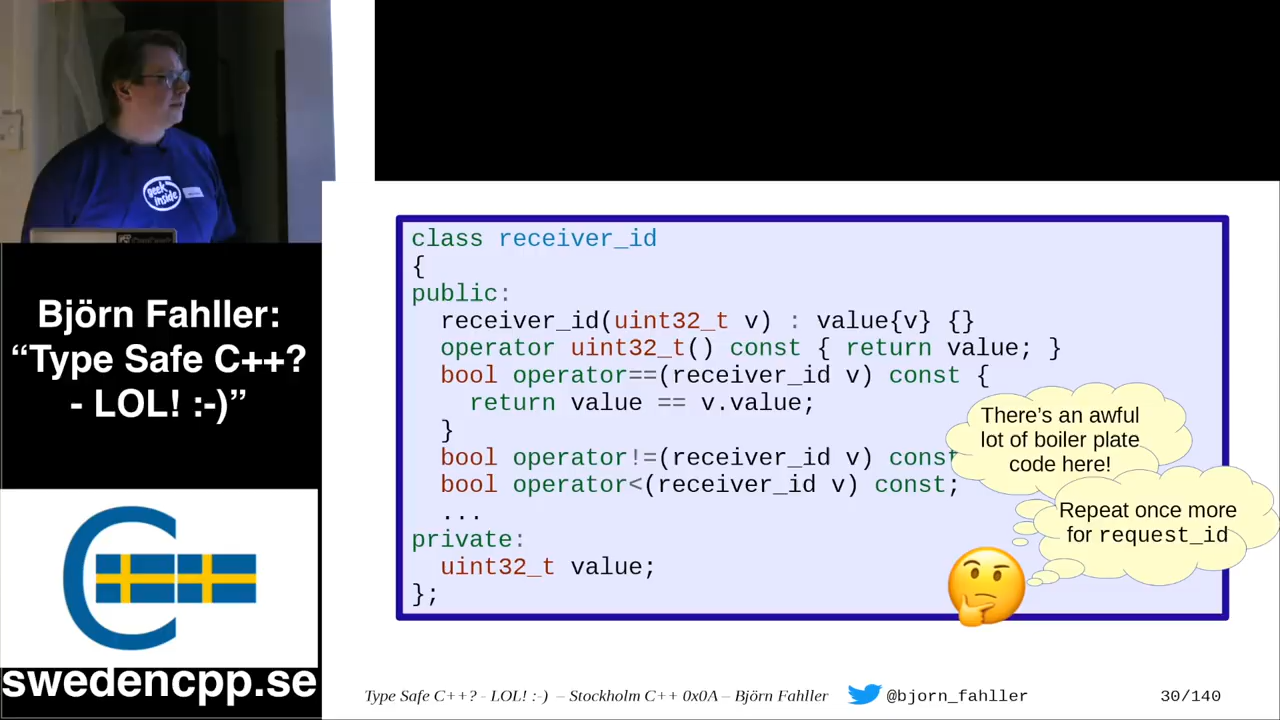 geek
inside
Björn Fahller:
“Type Safe C++?
- LOL! :-)”
C++
swedencpp.se
class receiver_id
{
public:
receiver_id(uint32_t v) : value{v} {}
operator uint32_t() const { return value; }
bool operator==(receiver_id v) const {
return value == v.value;
}
bool operator!=(receiver_id v) const
bool operator<(receiver_id v) const;
...
private:
uint32_t value;
};
There’s an awful
lot of boiler plate
code here!
Repeat once more
for request_id
Type Safe C++? - LOL! :-) – Stockholm C++ 0x0A – Björn Fahller
@bjorn_fahller
30/140